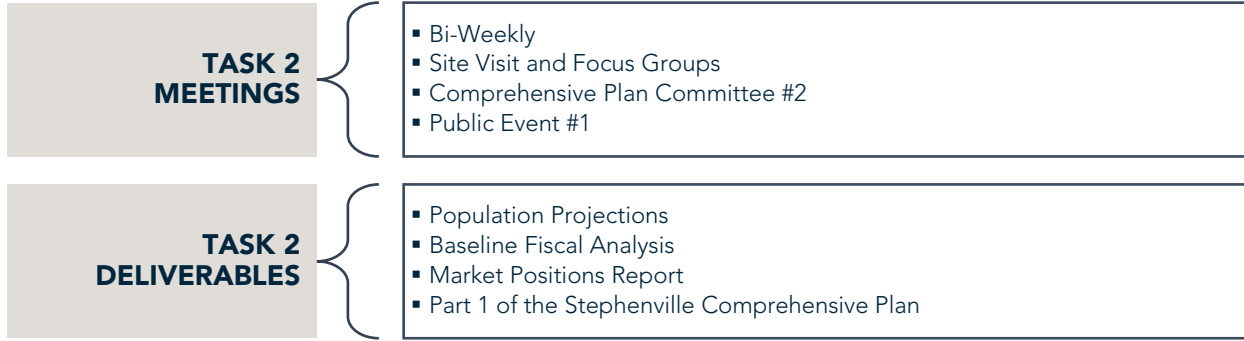 TASK 2
MEETINGS
▪ Bi-Weekly
▪ Site Visit and Focus Groups
▪ Comprehensive Plan Committee #2
▪ Public Event #1
TASK 2
DELIVERABLES
▪ Population Projections
▪ Baseline Fiscal Analysis
▪ Market Positions Report
▪ Part 1 of the Stephenville Comprehensive Plan